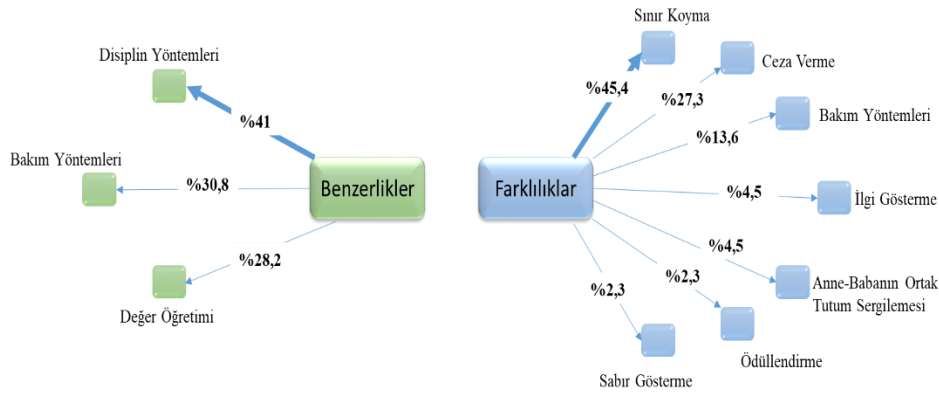 Sınır Koyma
Disiplin Yöntemleri
Ceza Verme
%45,4
%27,3
%41
Bakım Yöntemleri
%13,6
Bakım Yöntemleri
%30,8
Benzerlikler
Farklılıklar
%4,5
İlgi Gösterme
%28,2
%4,5
Anne-Babanın Ortak
Tutum Sergilemesi
%2,3
%2,3
Değer Öğretimi
Ödüllendirme
Sabır Gösterme